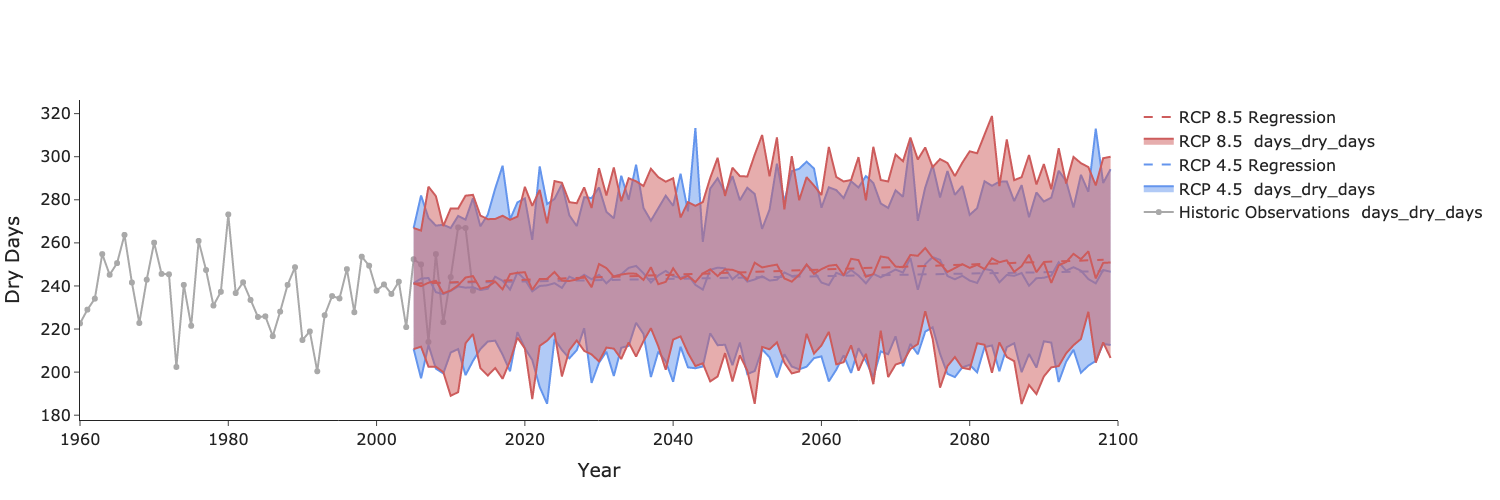 320
300
280
260
240
220
200
180
Dry Days
1960
1980
2000
2020
2040
2060
2080
2100
Year
RCP 8.5 Regression
RCP 8.5  days_dry_days
RCP 4.5 Regression
RCP 4.5  days_dry_days
Historic Observations  days_dry_days